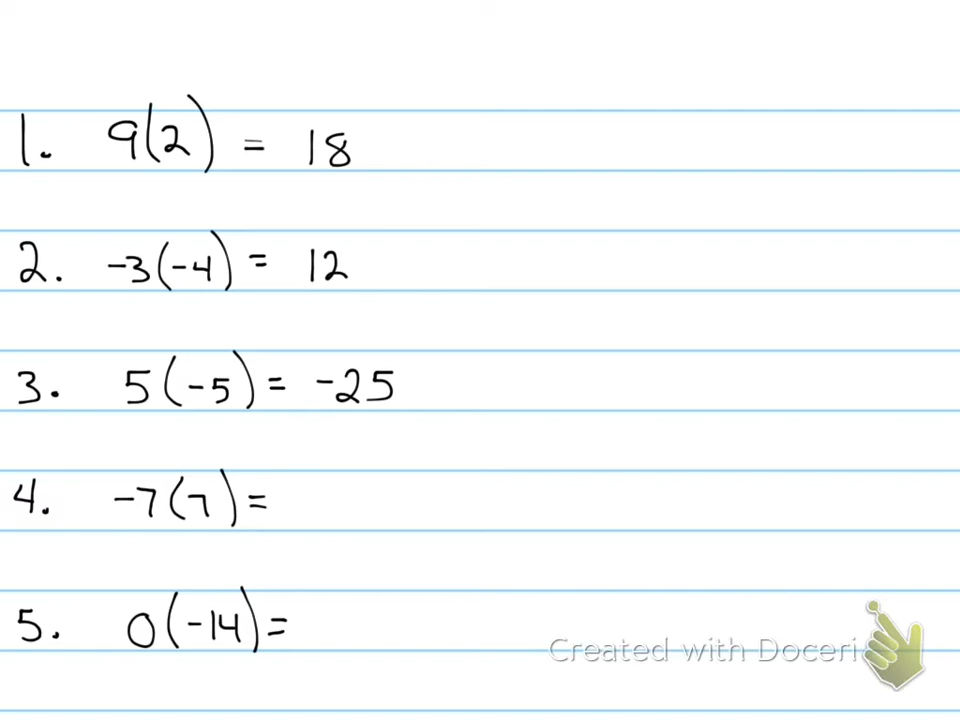 1. 9(2) = 18
2. -3(-4) = 12
3. 5(-5) = -25
4. -7(7) =
5. 0(-14) =
Created with Doceri